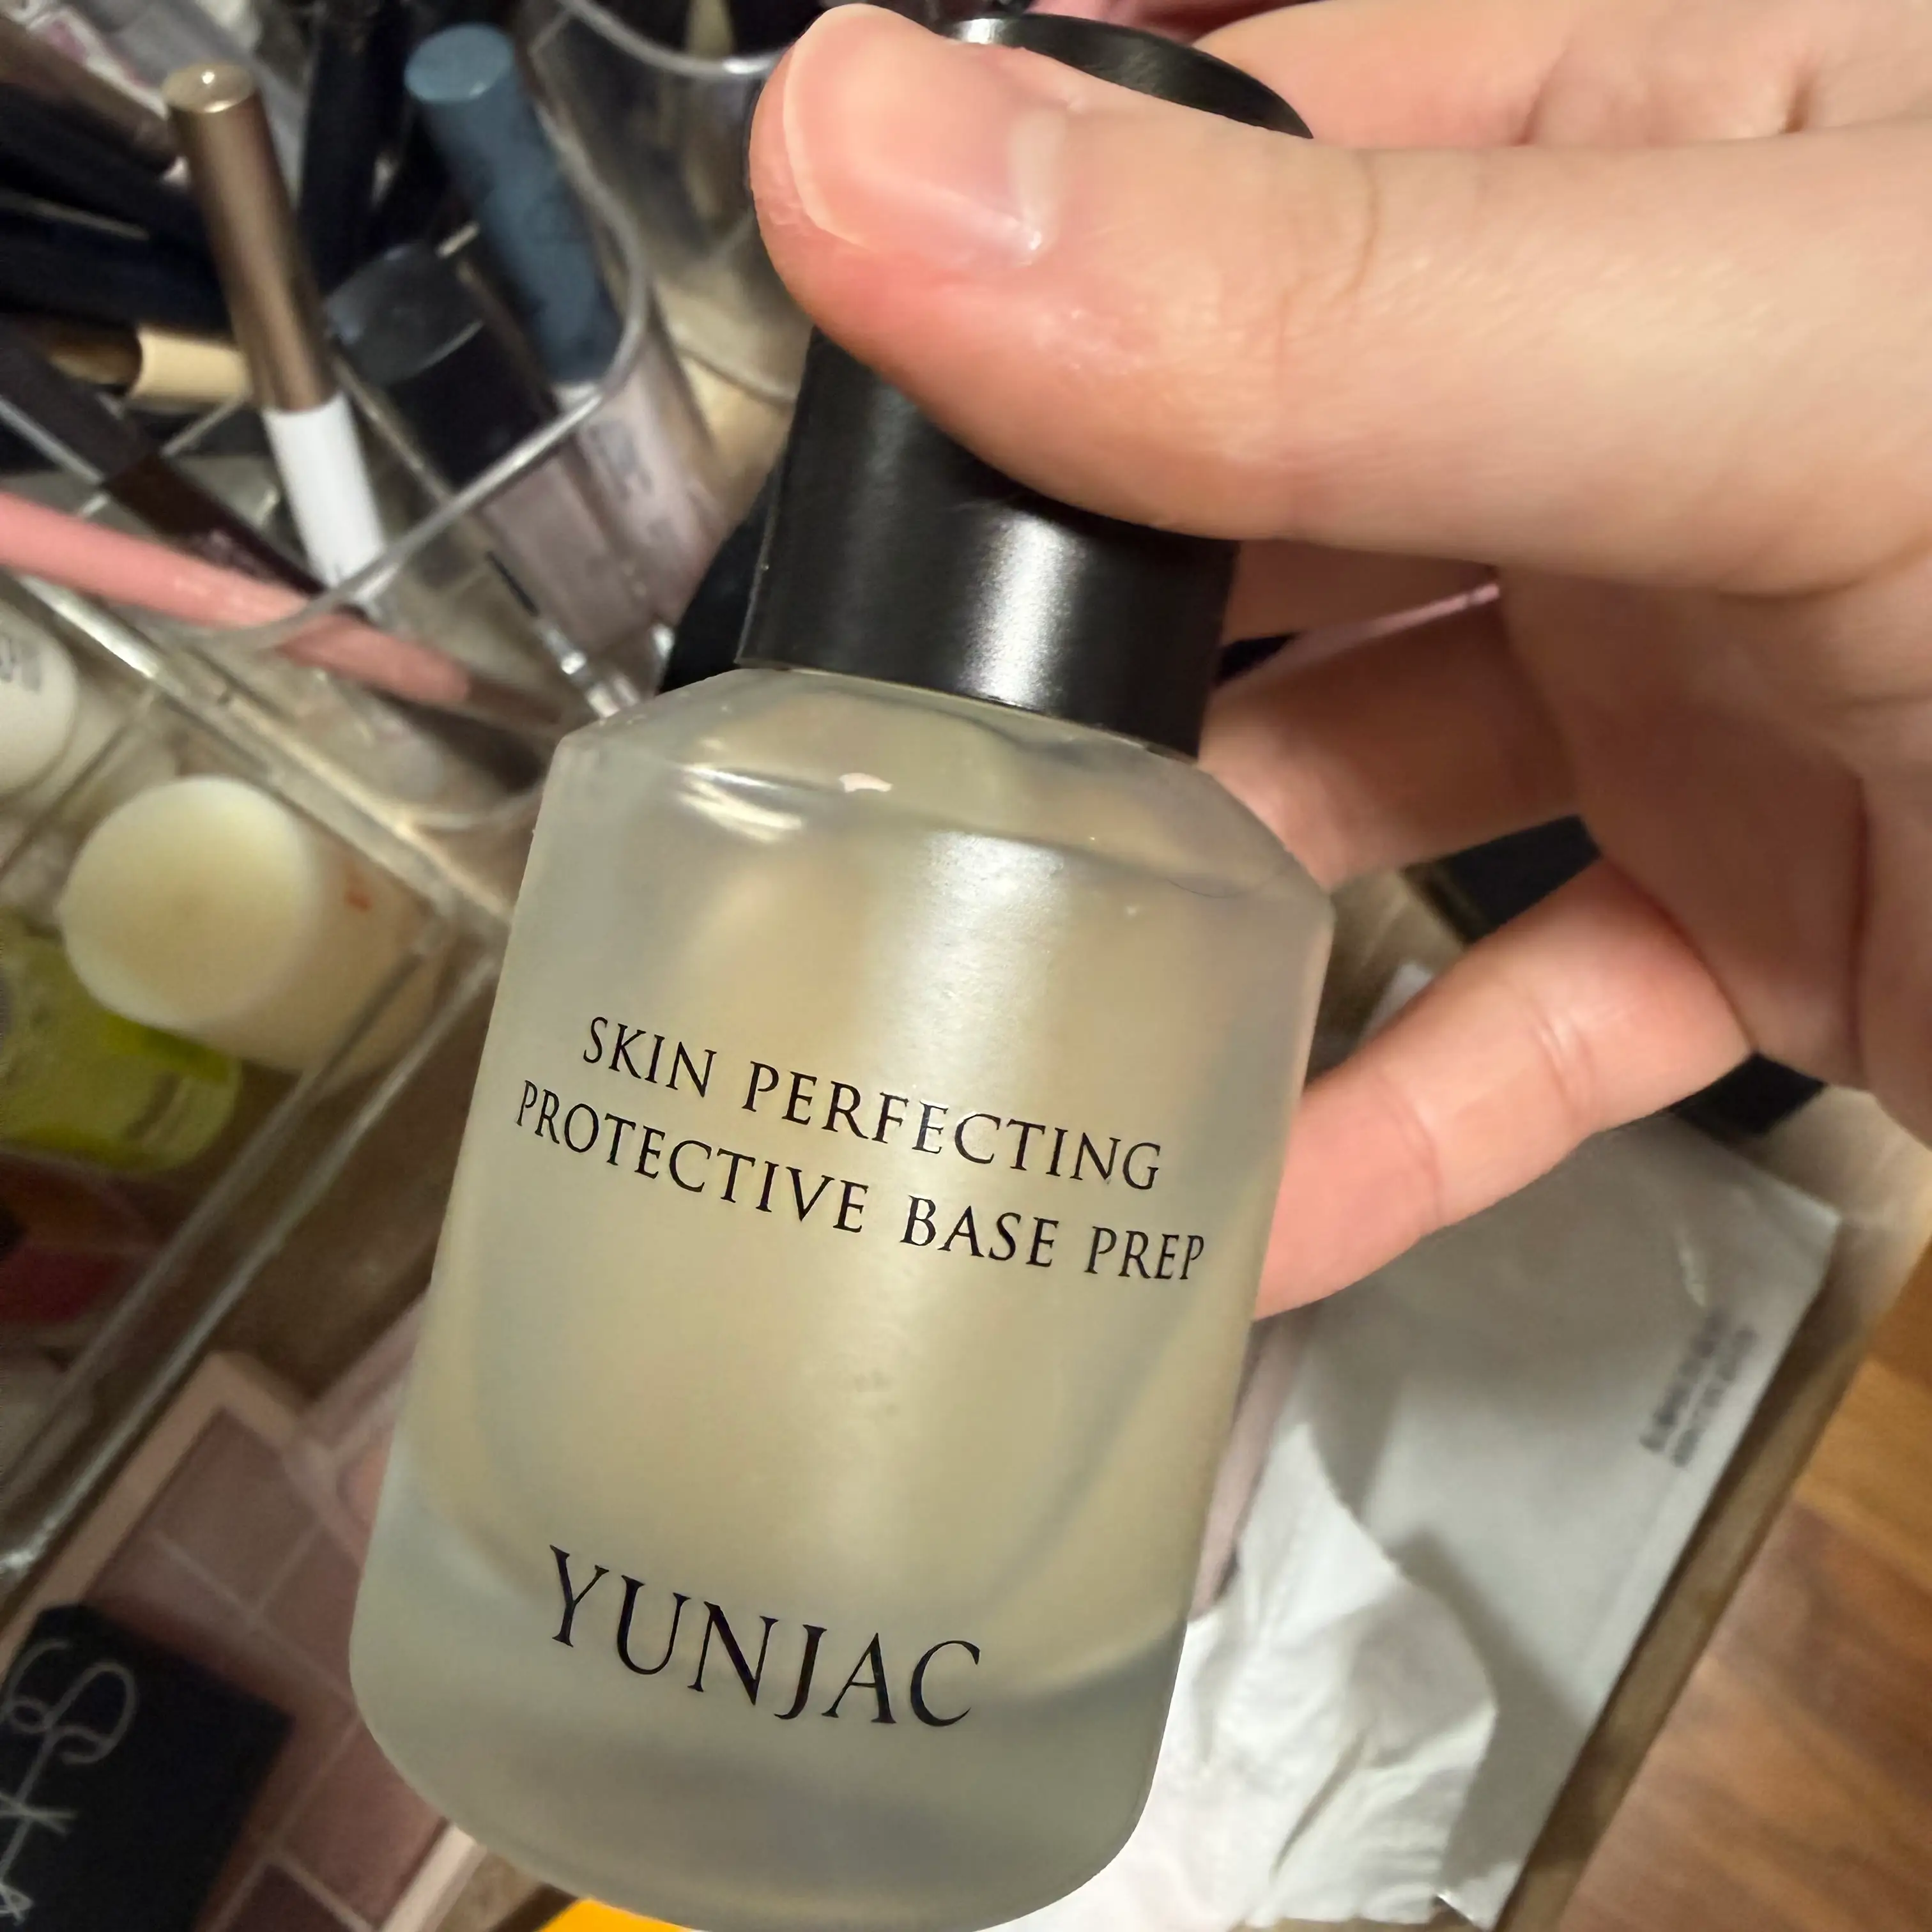 SKIN PERFECTING
PROTECTIVE BASE PREP
YUNJAC